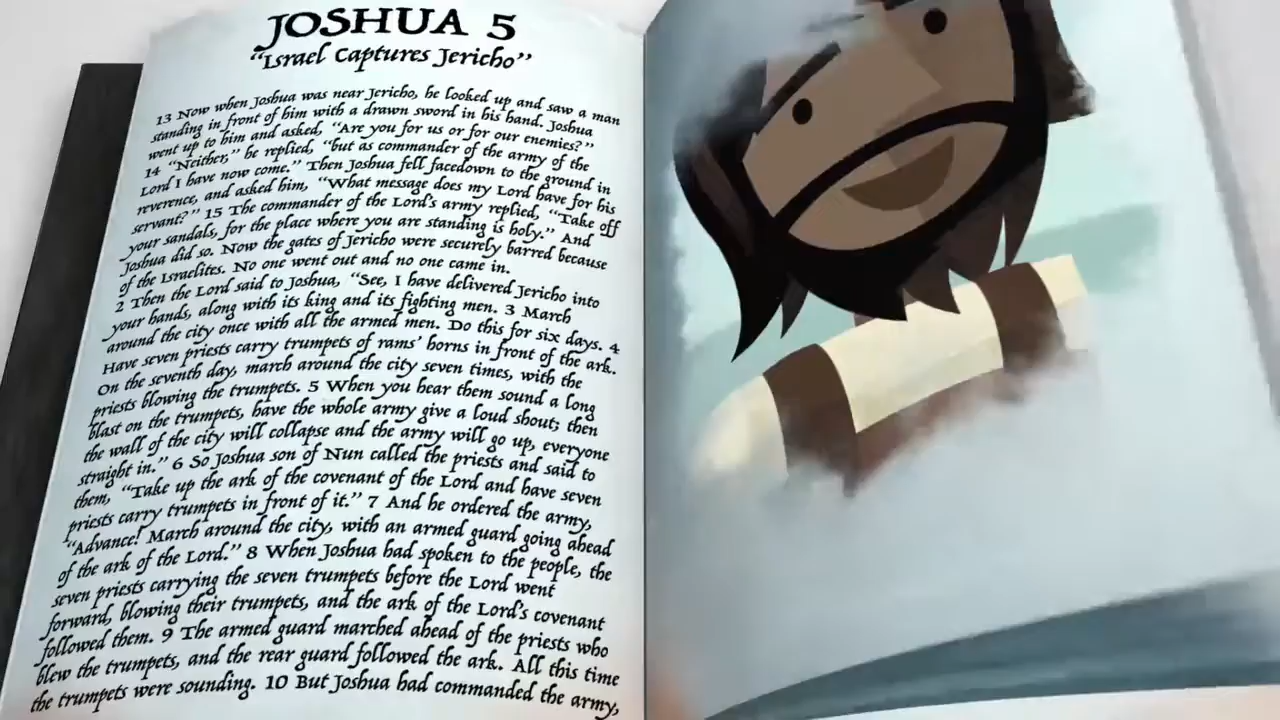 JOSHUA 5
"Israel Captures Jericho"
13 Now when Joshua was near Jericho, he looked up and saw a man
standing in front of him with a drawn sword in his hand. Joshua
went up to him and asked, "Are you for us or for our enemies?"
14 "Neither," he replied, "but as commander of the army of the
Lord I have now come." Then Joshua fell facedown to the ground in
reverence, and asked him, "What message does my Lord have for his
servant?" 15 The commander of the Lord's army replied, "Take off
your sandals, for the place where you are standing is holy." And
Joshua did so. Now the gates of Jericho were securely barred because
of the Israelites. No one went out and no one came in.
2 Then the Lord said to Joshua, "See, I have delivered Jericho into
your hands, along with its king and its fighting men. 3 March
around the city once with all the armed men. Do this for six days. 4
Have seven priests carry trumpets of rams' horns in front of the ark.
On the seventh day, march around the city seven times, with the
priests blowing the trumpets. 5 When you hear them sound a long
blast on the trumpets, have the whole army give a loud shout; then
the wall of the city will collapse and the army will go up, everyone
straight in." 6 So Joshua son of Nun called the priests and said to
them, "Take up the ark of the covenant of the Lord and have seven
priests carry trumpets in front of it." 7 And he ordered the army,
"Advance! March around the city, with an armed guard going ahead
of the ark of the Lord." 8 When Joshua had spoken to the people, the
seven priests carrying the seven trumpets before the Lord went
forward, blowing their trumpets, and the ark of the Lord's covenant
followed them. 9 The armed guard marched ahead of the priests who
blew the trumpets, and the rear guard followed the ark. All this time
the trumpets were sounding. 10 But Joshua had commanded the army,